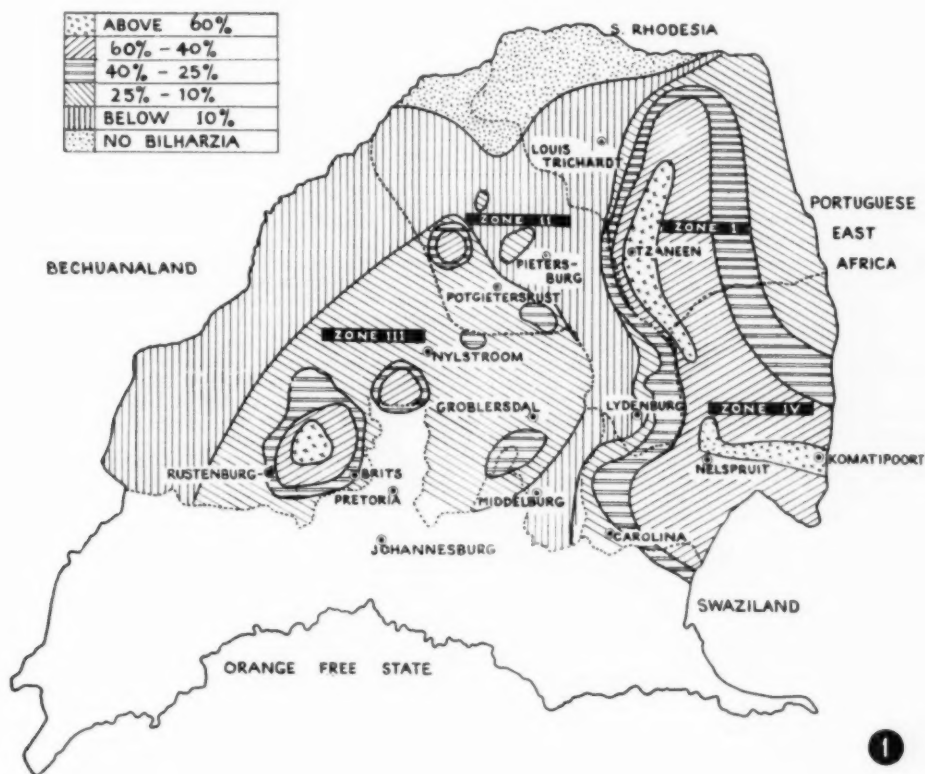 ABOVE 60%
60% - 40%
40% - 25%
25% - 10%
BELOW 10%
NO BILHARZIA
S. RHODESIA
LOUIS
TRICHARDT
PORTUGUESE
EAST
AFRICA
ZONE II
ZONE I
TZANEEN
BECHUANALAND
PIETERS-
BURG
POTGIETERSRUST
ZONE III
NYLSTROOM
GROBLERSDAL
LYDENBURG
ZONE IV
RUSTENBURG
BRITS
NELSPRUIT
KOMATIPOORT
PRETORIA
MIDDELBURG
JOHANNESBURG
CAROLINA
SWAZILAND
ORANGE FREE STATE
1